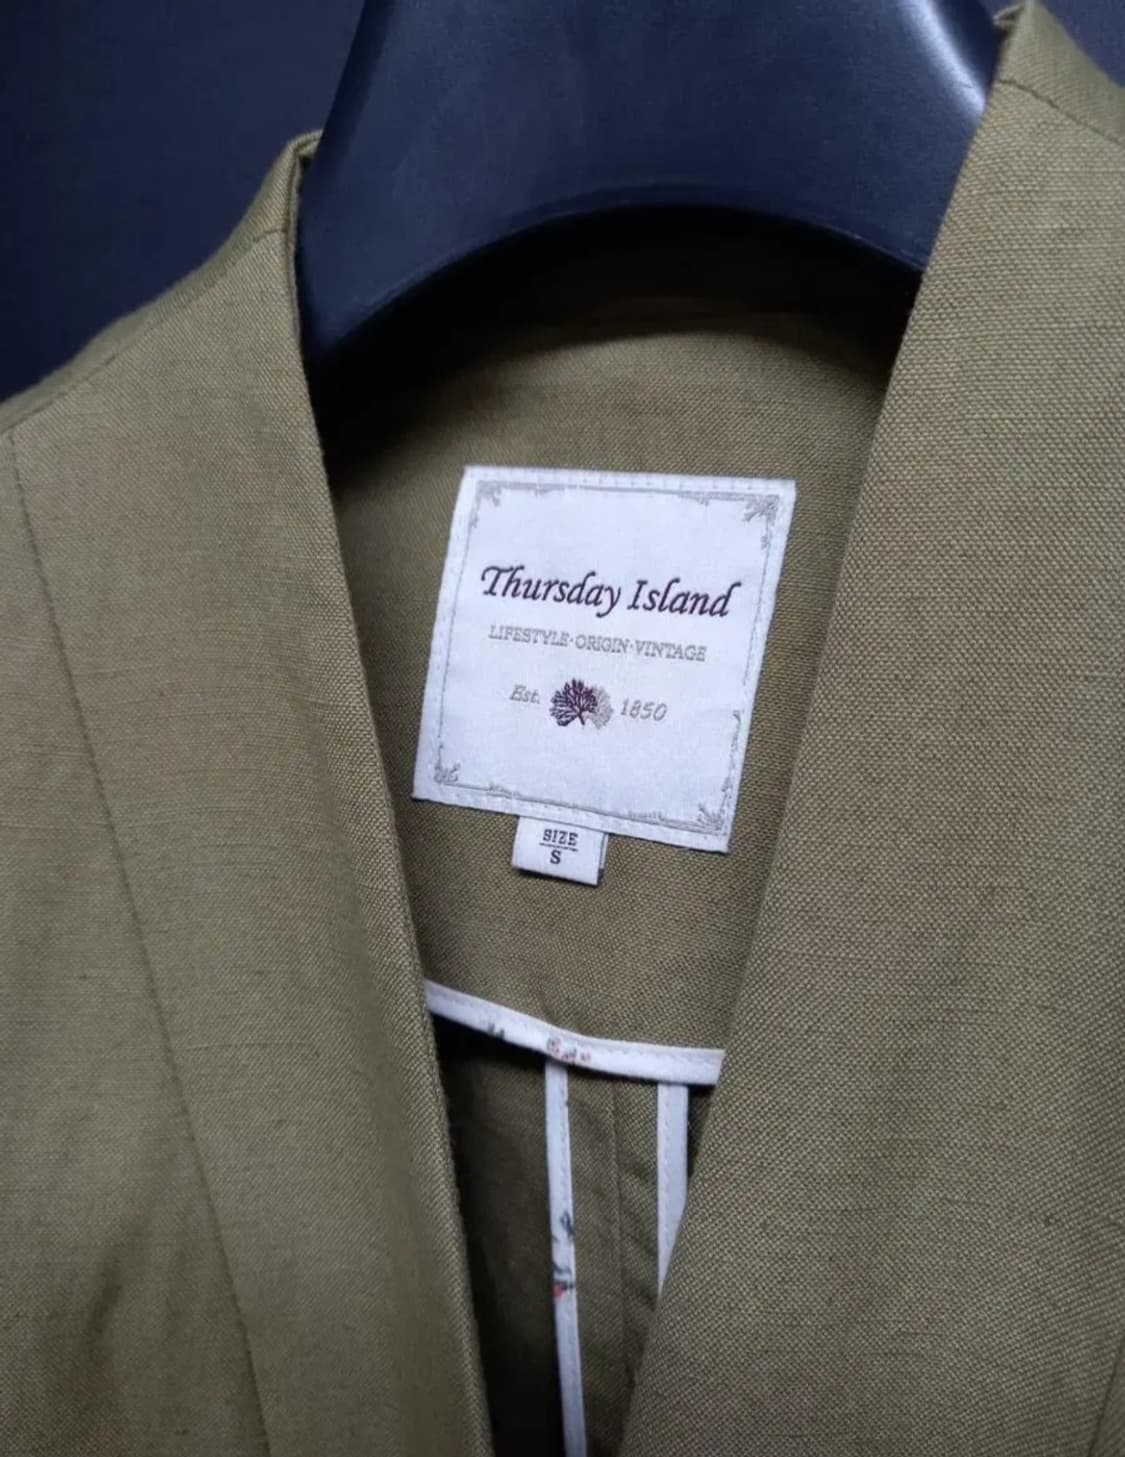 Thursday Island
LIFESTYLE·ORIGIN·VINTAGE
Est. 1850
SIZE
S